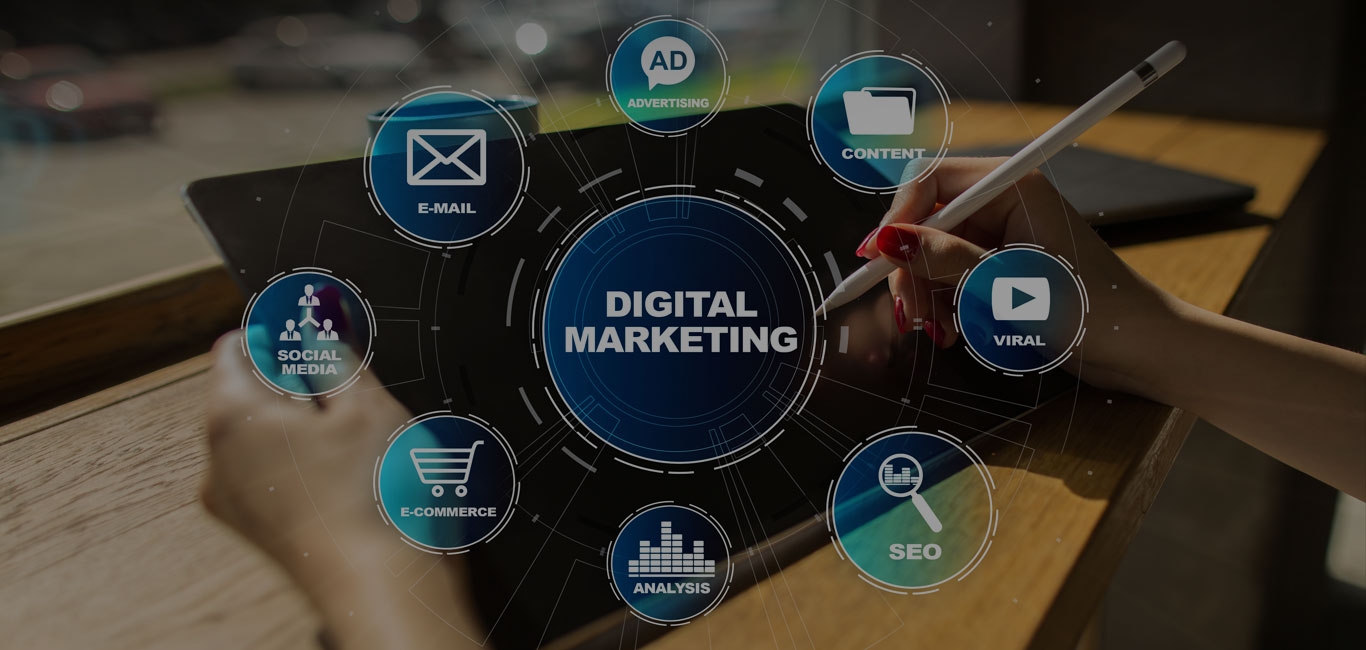 AD
ADVERTISING
CONTENT
E-MAIL
DIGITAL
MARKETING
VIRAL
SOCIAL
MEDIA
E-COMMERCE
SEO
ANALYSIS